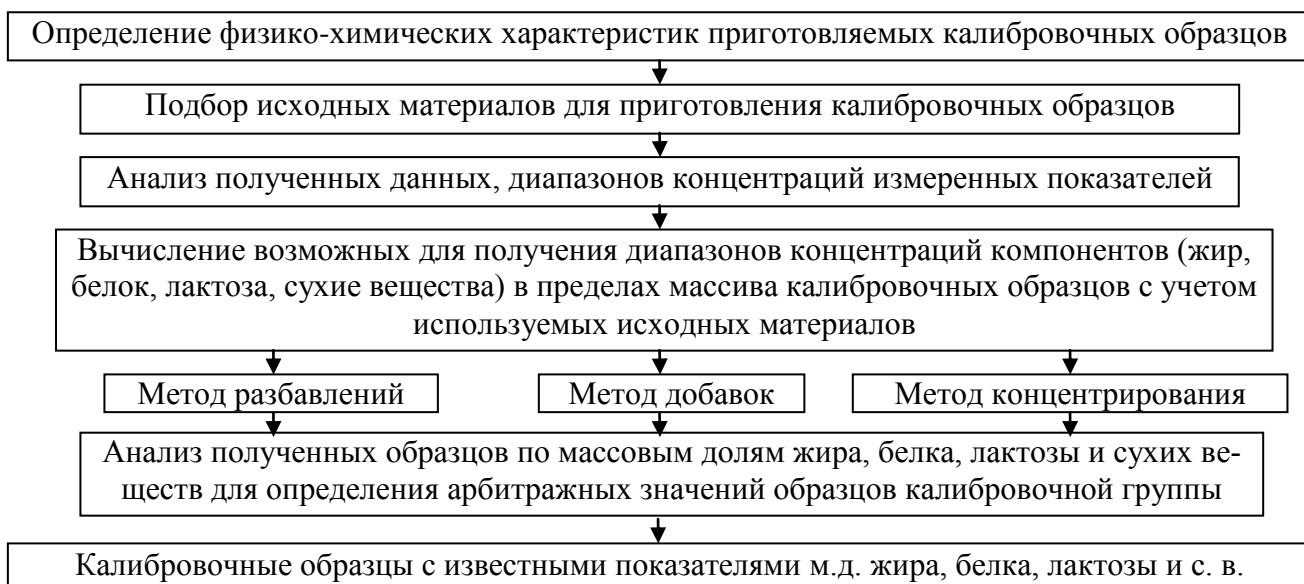 Определение физико-химических характеристик приготовляемых калибровочных образцов
Подбор исходных материалов для приготовления калибровочных образцов
Анализ полученных данных, диапазонов концентраций измеренных показателей
Вычисление возможных для получения диапазонов концентраций компонентов (жир,
белок, лактоза, сухие вещества) в пределах массива калибровочных образцов с учетом
используемых исходных материалов
Метод разбавлений
Метод добавок
Метод концентрирования
Анализ полученных образцов по массовым долям жира, белка, лактозы и сухих ве-
ществ для определения арбитражных значений образцов калибровочной группы
Калибровочные образцы с известными показателями м.д. жира, белка, лактозы и с. в.